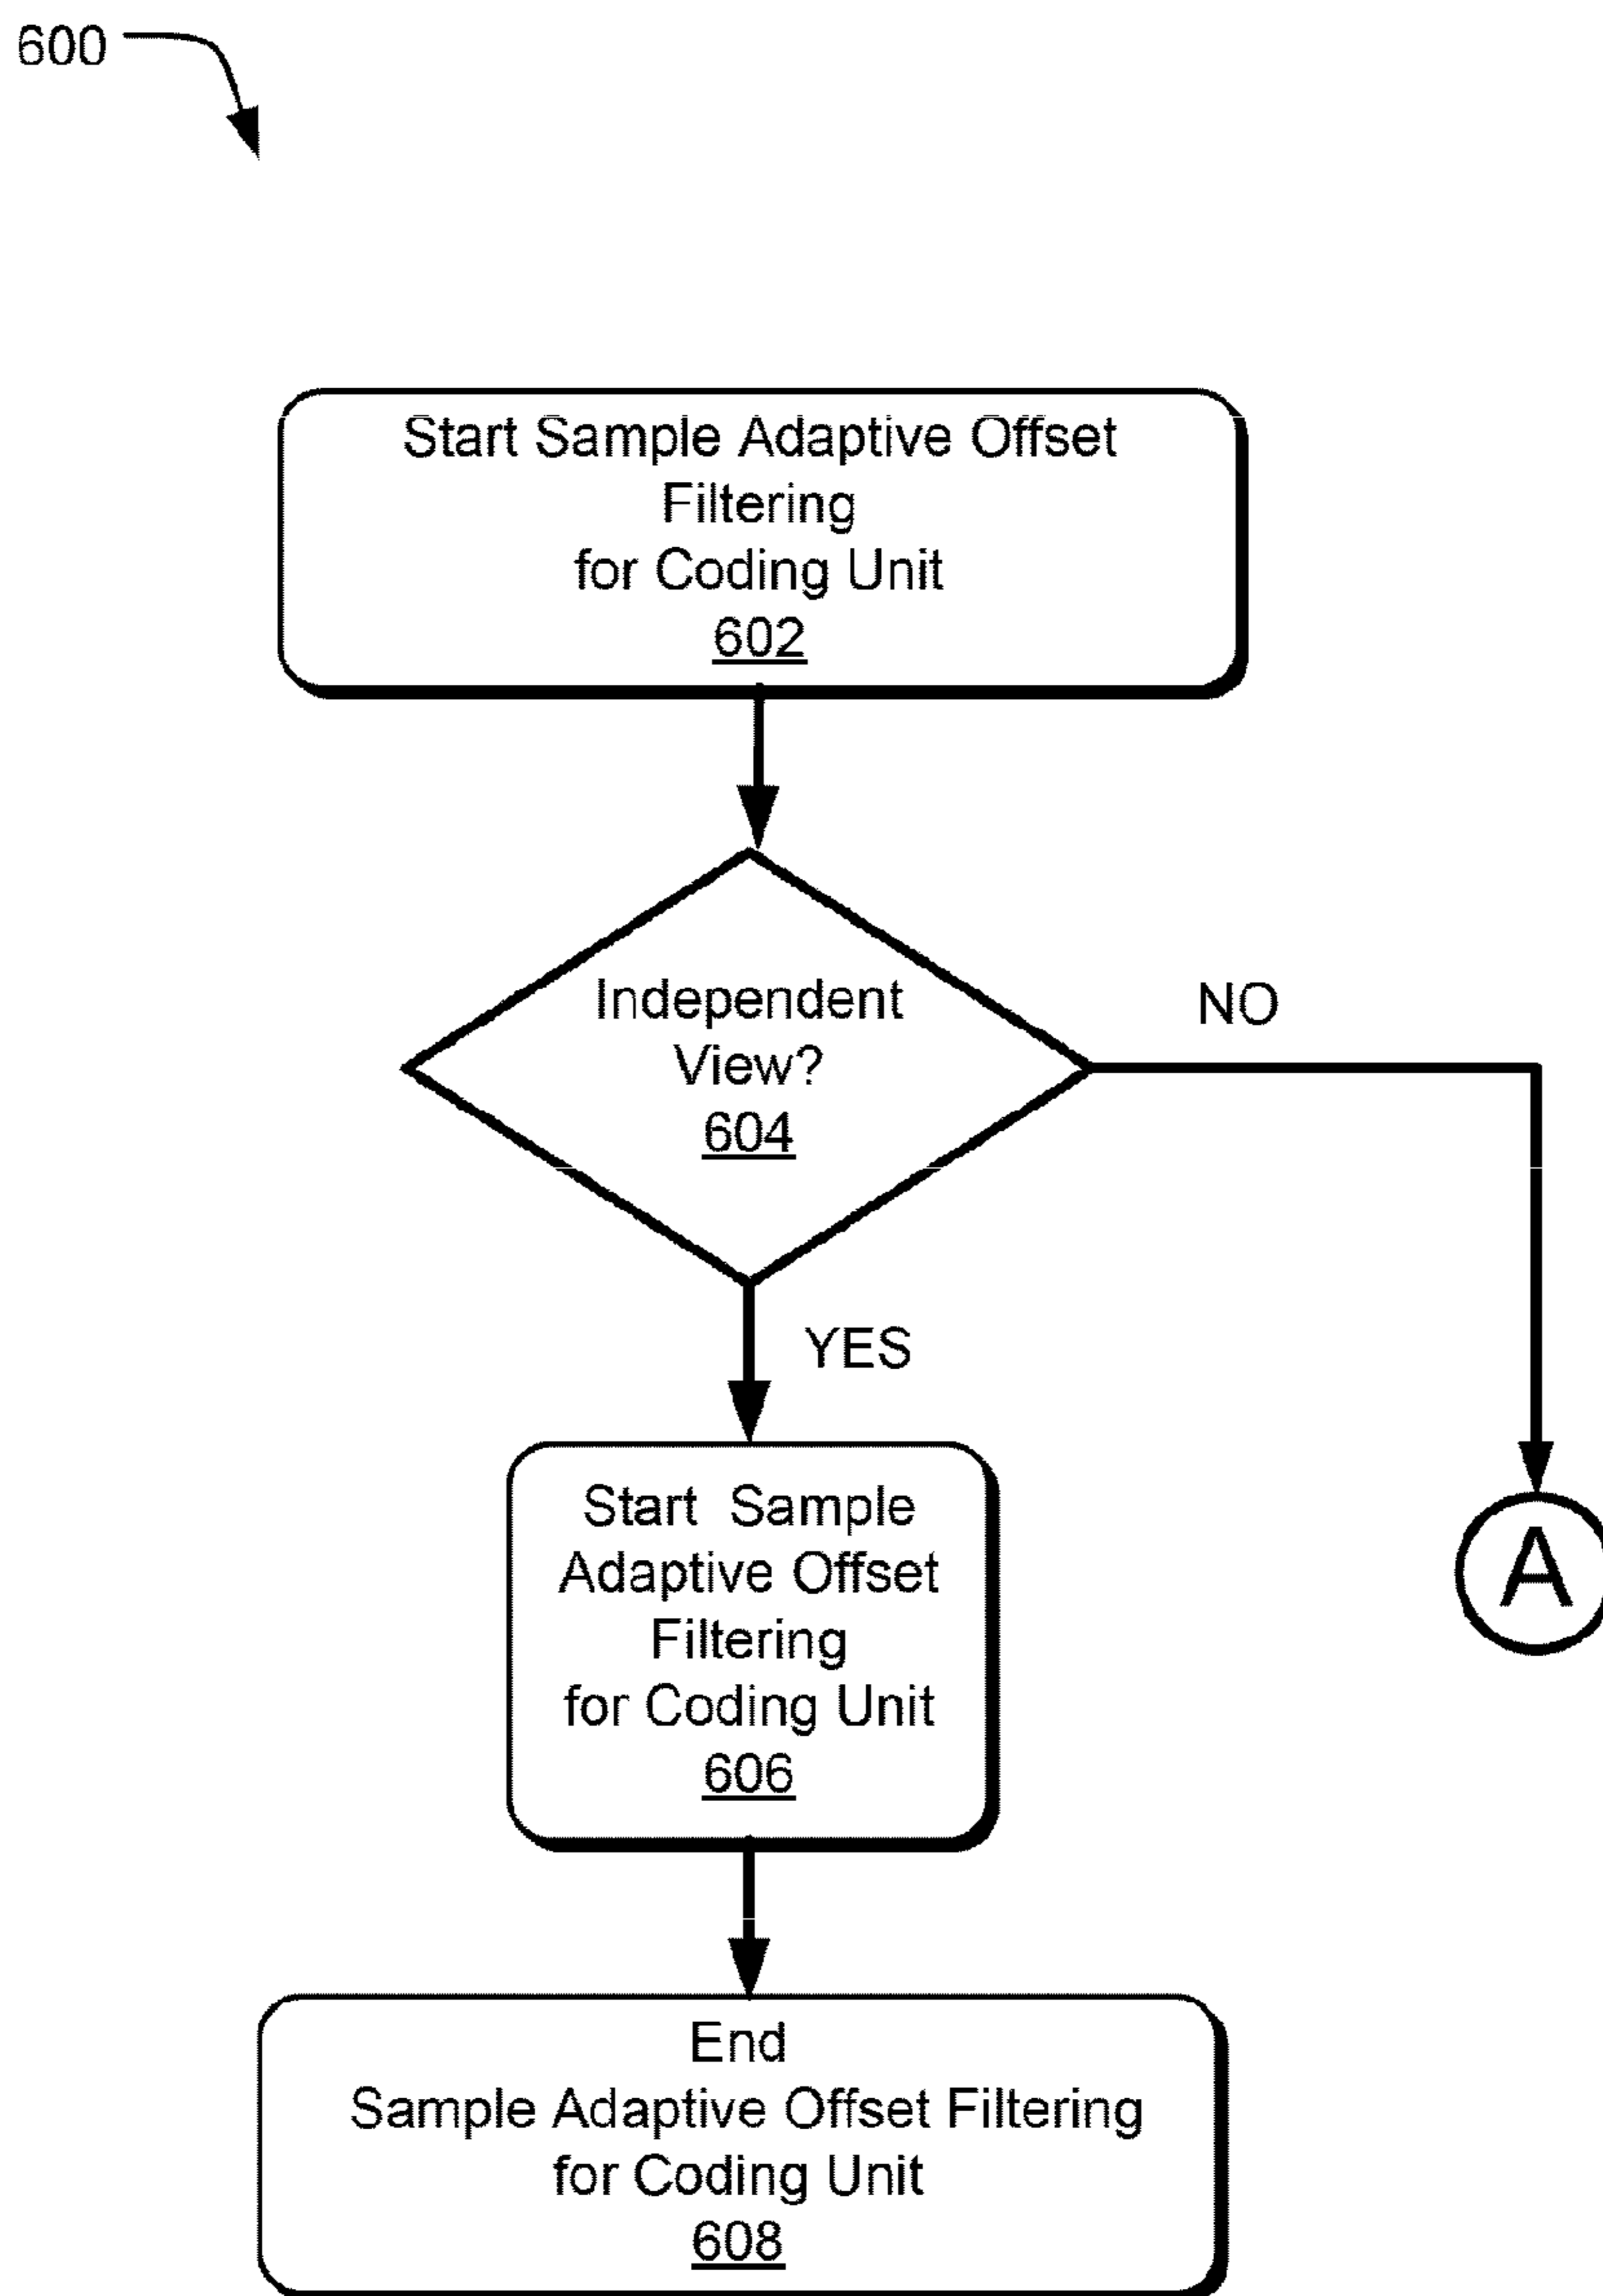 600
Start Sample Adaptive Offset
Filtering
for Coding Unit
602
Independent
View?
604
NO
YES
Start Sample
Adaptive Offset
Filtering
for Coding Unit
606
A
End
Sample Adaptive Offset Filtering
for Coding Unit
608